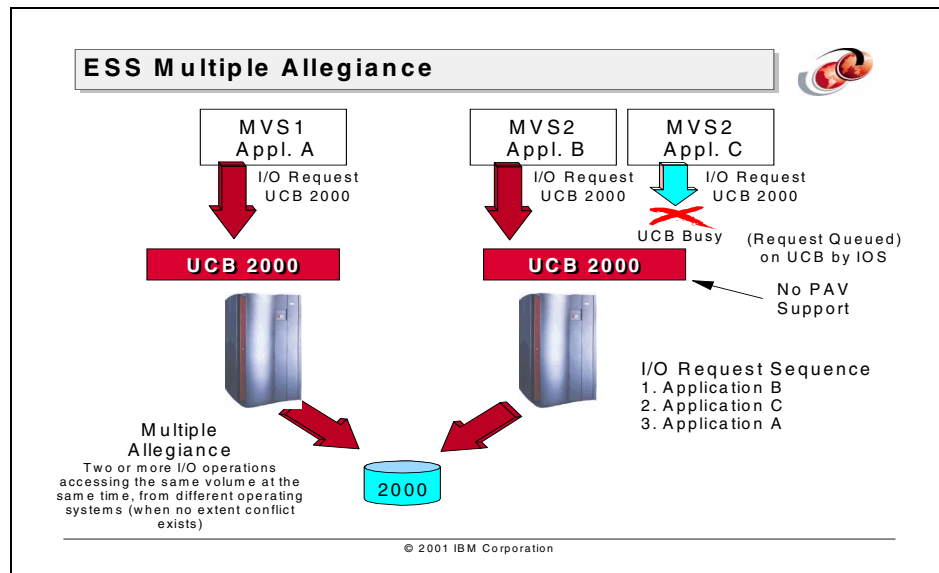 ESS Multiple Allegiance
MVS1
Appl. A
MVS2
Appl. B
MVS2
Appl. C
I/O Request
UCB 2000
I/O Request
UCB 2000
I/O Request
UCB 2000
UCB Busy
(Request Queued)
on UCB by IOS
UCB 2000
UCB 2000
No PAV
Support
I/O Request Sequence
1. Application B
2. Application C
3. Application A
Multiple
Allegiance
Two or more I/O operations
accessing the same volume at the
same time, from different operating
systems (when no extent conflict
exists)
2000
© 2001 IBM Corporation